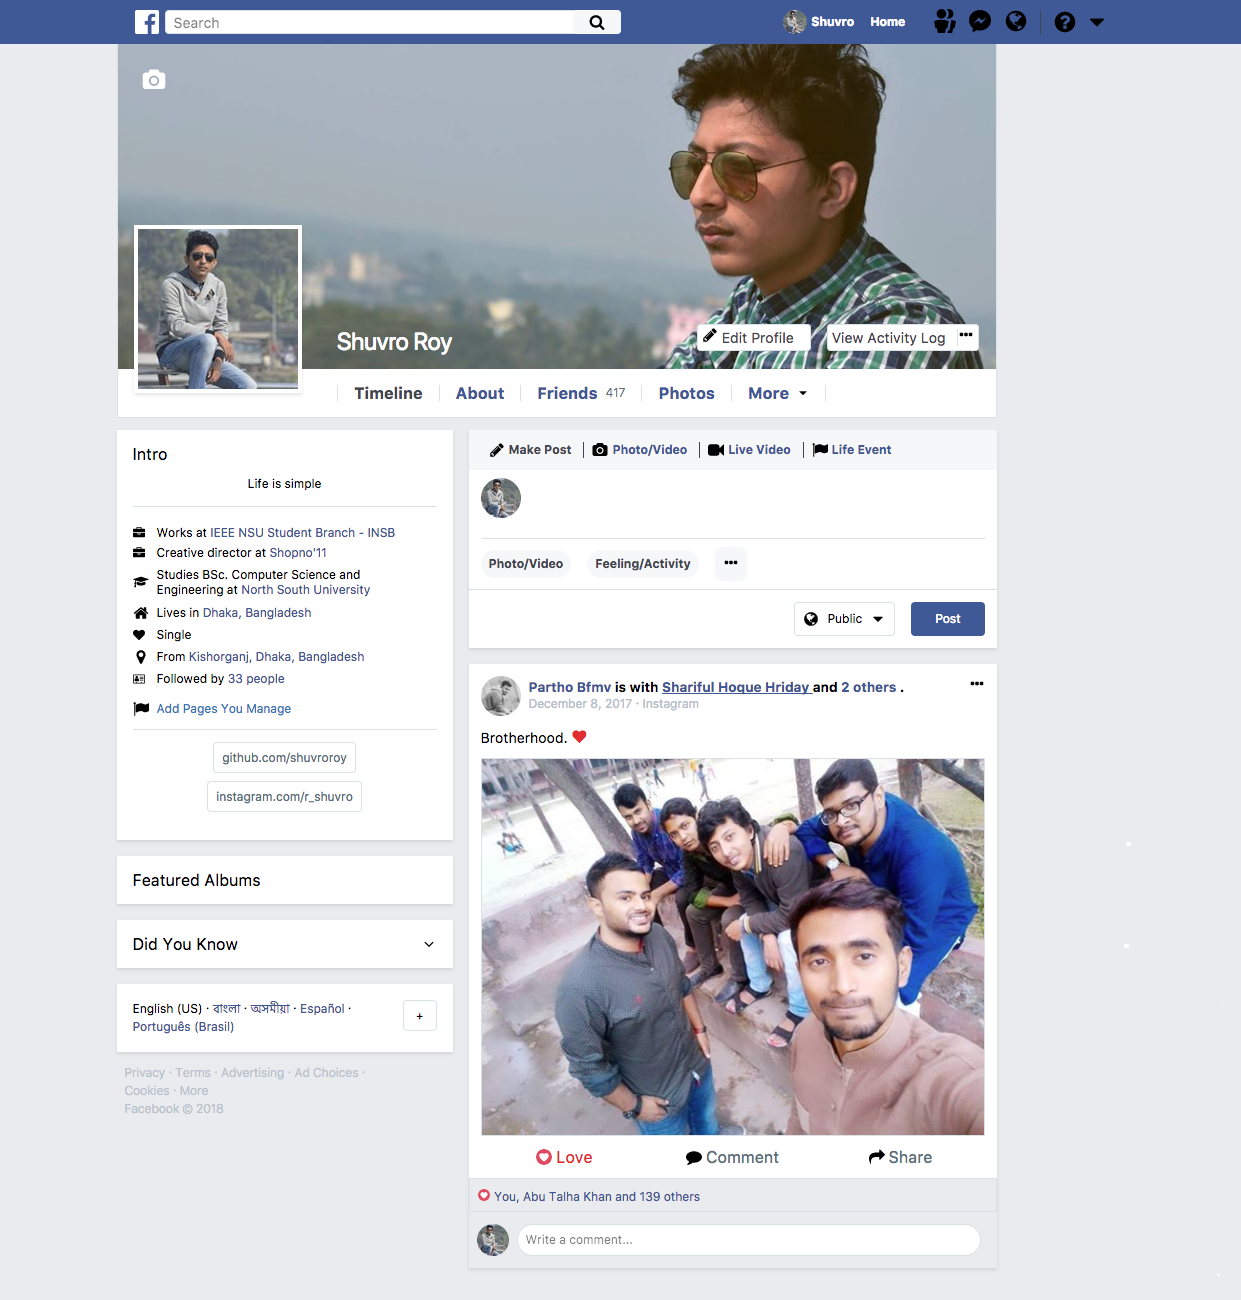 Search
Shuvro Home
Shuvro Roy
Edit Profile
View Activity Log
Timeline About Friends 417 Photos More
Intro
Life is simple
Works at IEEE NSU Student Branch - INSB
Creative director at Shopno'11
Studies BSc. Computer Science and
Engineering at North South University
Lives in Dhaka, Bangladesh
Single
From Kishorganj, Dhaka, Bangladesh
Followed by 33 people
Add Pages You Manage
github.com/shuvroroy
instagram.com/r_shuvro
Featured Albums
Did You Know
English (US) · বাংলা · অসমীয়া · Español ·
Português (Brasil)
+
Privacy · Terms · Advertising · Ad Choices ·
Cookies · More
Facebook © 2018
Make Post Photo/Video Live Video Life Event
Photo/Video Feeling/Activity
Public Post
Partho Bfmv is with Shariful Hoque Hriday and 2 others .
December 8, 2017 · Instagram
Brotherhood. ❤
Love Comment Share
You, Abu Talha Khan and 139 others
Write a comment...